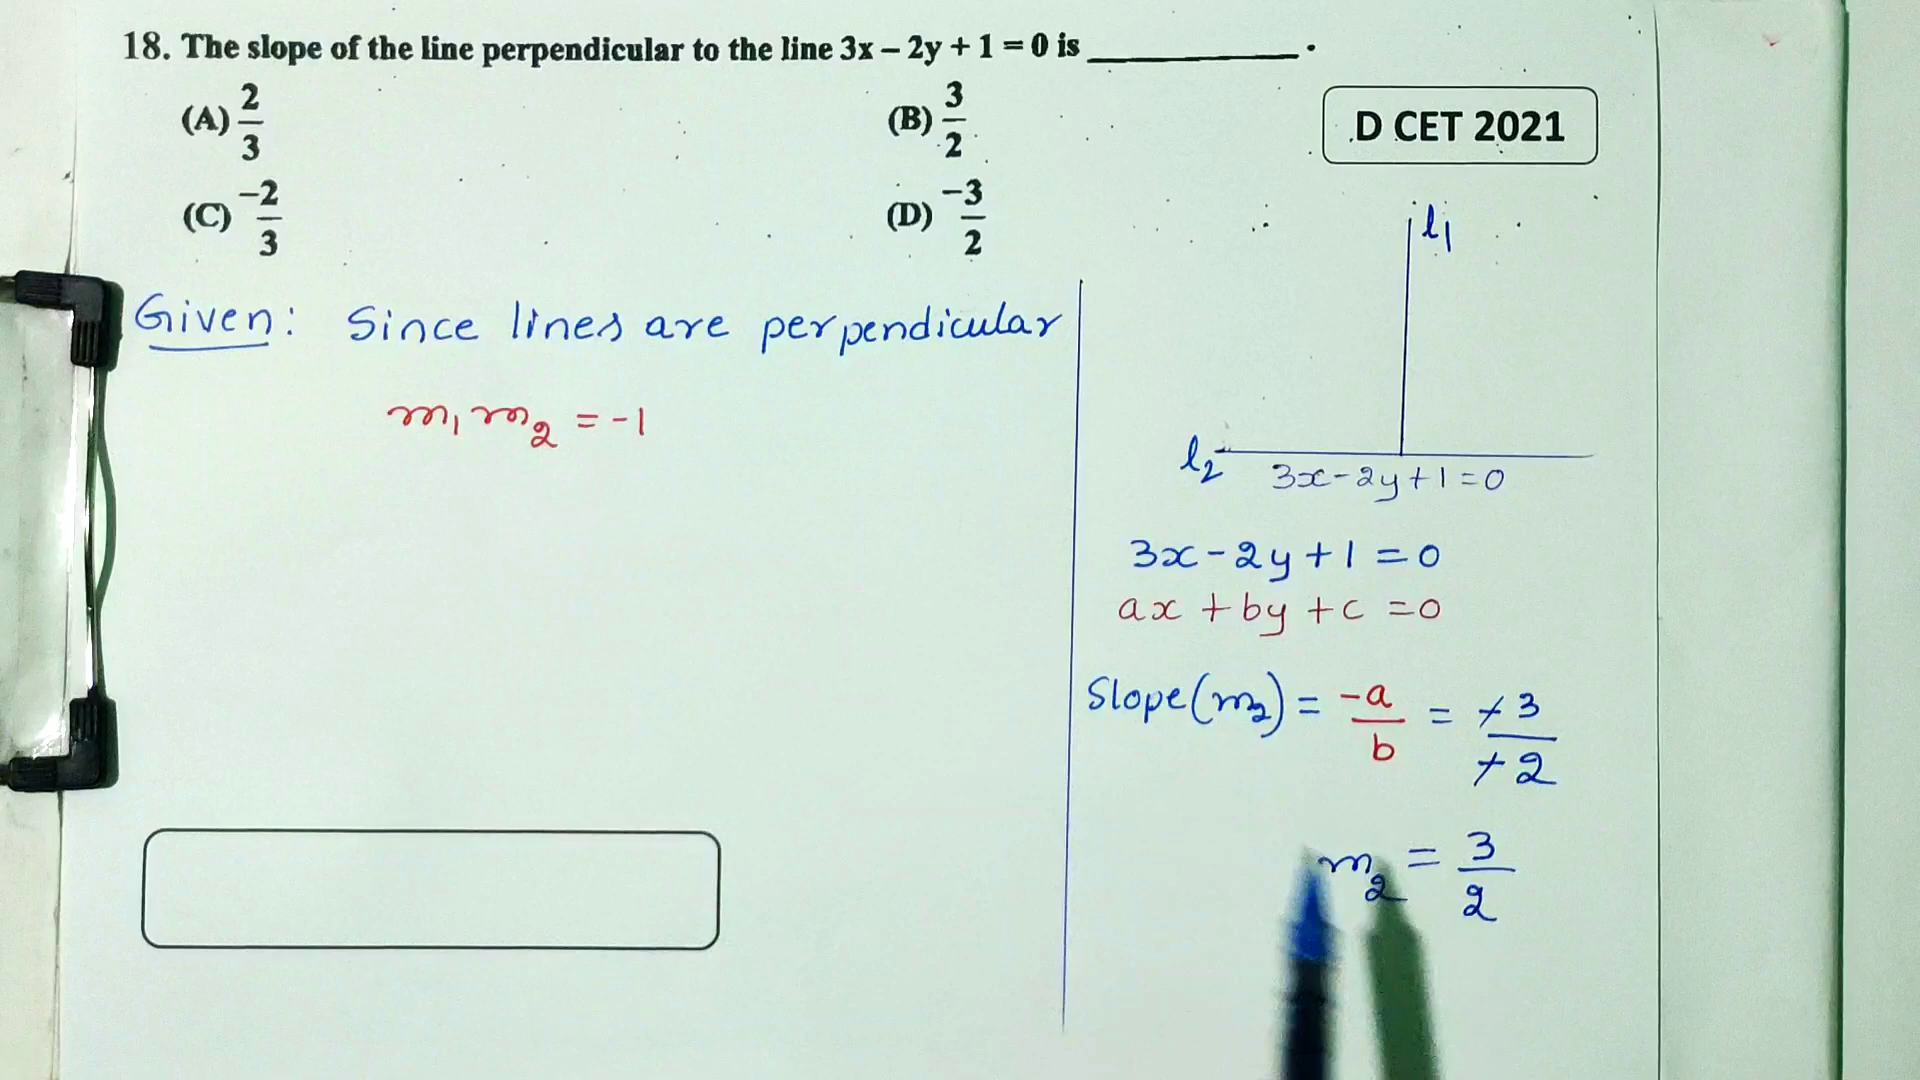 18. The slope of the line perpendicular to the line 3x – 2y + 1 = 0 is ____________ .
(A) 2/3
(B) 3/2
(C) -2/3
(D) -3/2
D CET 2021
Given: Since lines are perpendicular
m₁ m₂ = -1
l₁
l₂
3x-2y+1=0
3x-2y+1=0
ax+by+c=0
Slope(m₂) = -a/b = -3/-2
m₂ = 3/2